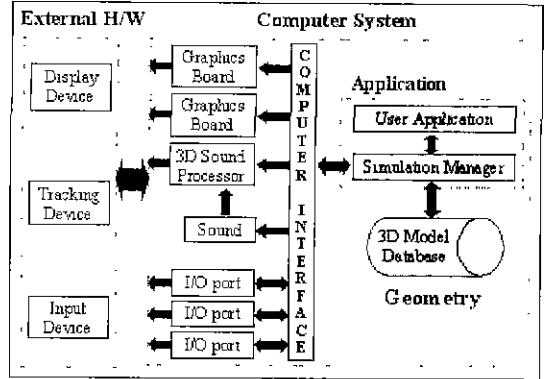 External H/W
Computer System
Display
Device
Tracking
Device
Input
Device
Graphics
Board
Graphics
Board
3D Sound
Processor
Sound
I/O port
I/O port
I/O port
COMPUTER INTERFACE
Application
User Application
Simulation Manager
3D Model
Database
Geometry